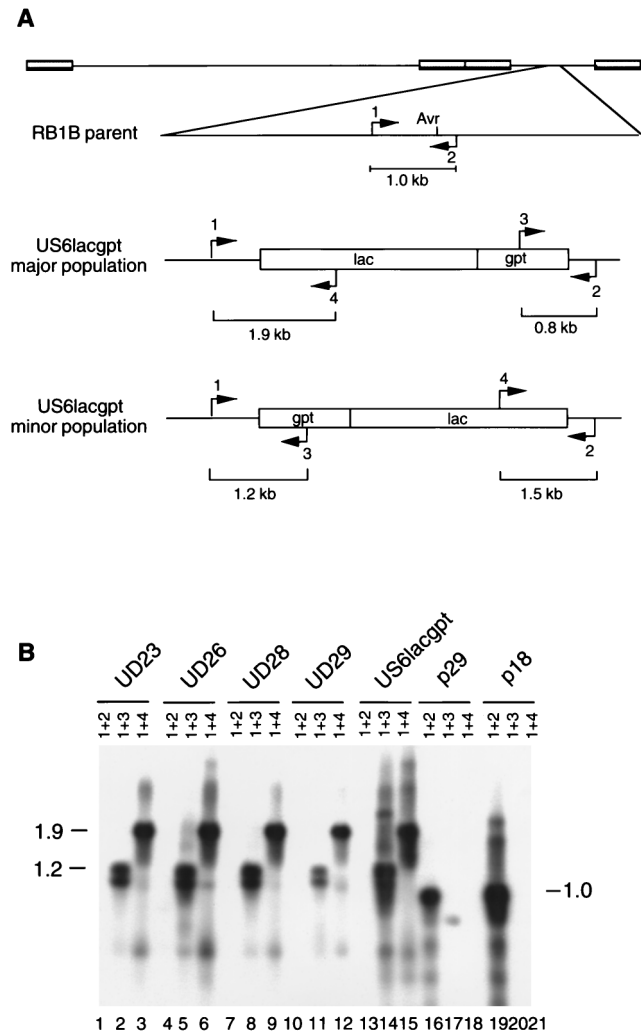 A
RB1B parent
1
Avr
2
1.0 kb
US6lacgpt
major population
1
lac
3
gpt
4
2
1.9 kb
0.8 kb
US6lacgpt
minor population
1
gpt
4
lac
3
2
1.2 kb
1.5 kb
B
UD23 UD26 UD28 UD29 US6lacgpt p29 p18
1+2 1+3 1+4 1+2 1+3 1+4 1+2 1+3 1+4 1+2 1+3 1+4 1+2 1+3 1+4 1+2 1+3 1+4 1+2 1+3 1+4
1.9 –
1.2 –
–1.0
1 2 3 4 5 6 7 8 9 10 11 12 131415 161718 192021